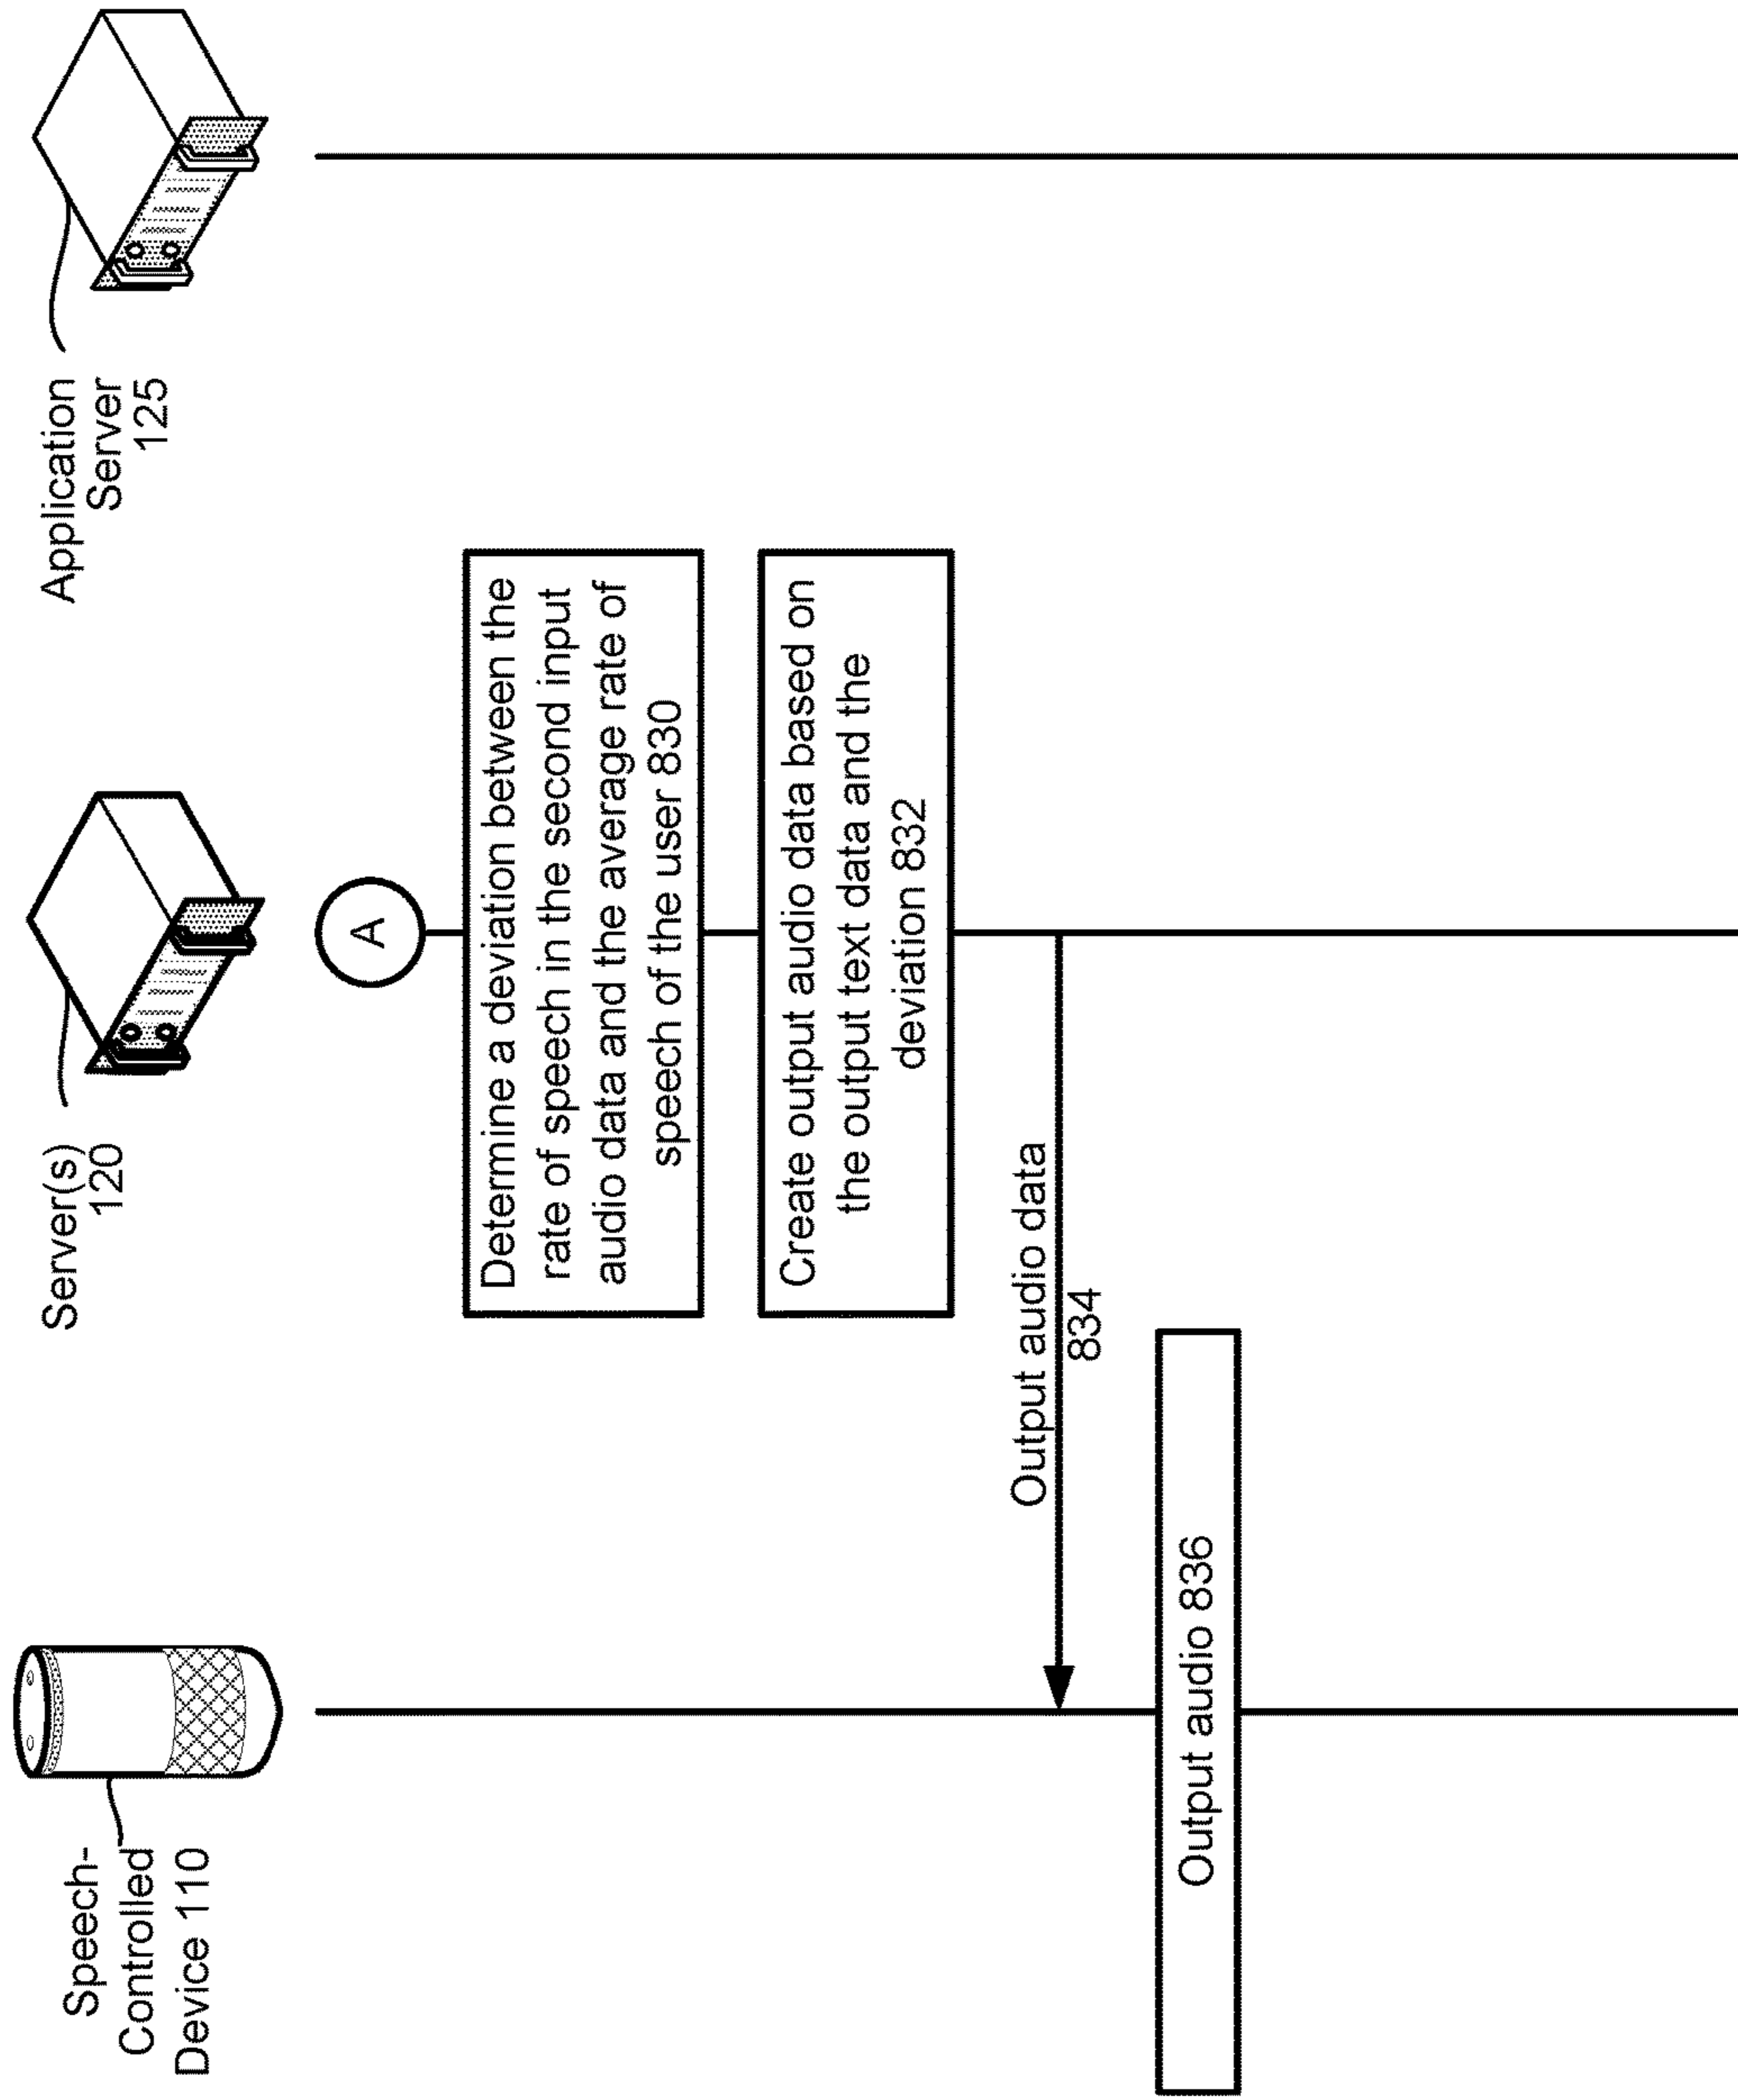 Speech-
Controlled
Device 110
Server(s)
120
Application
Server
125
A
Determine a deviation between the
rate of speech in the second input
audio data and the average rate of
speech of the user 830
Create output audio data based on
the output text data and the
deviation 832
Output audio data
834
Output audio 836